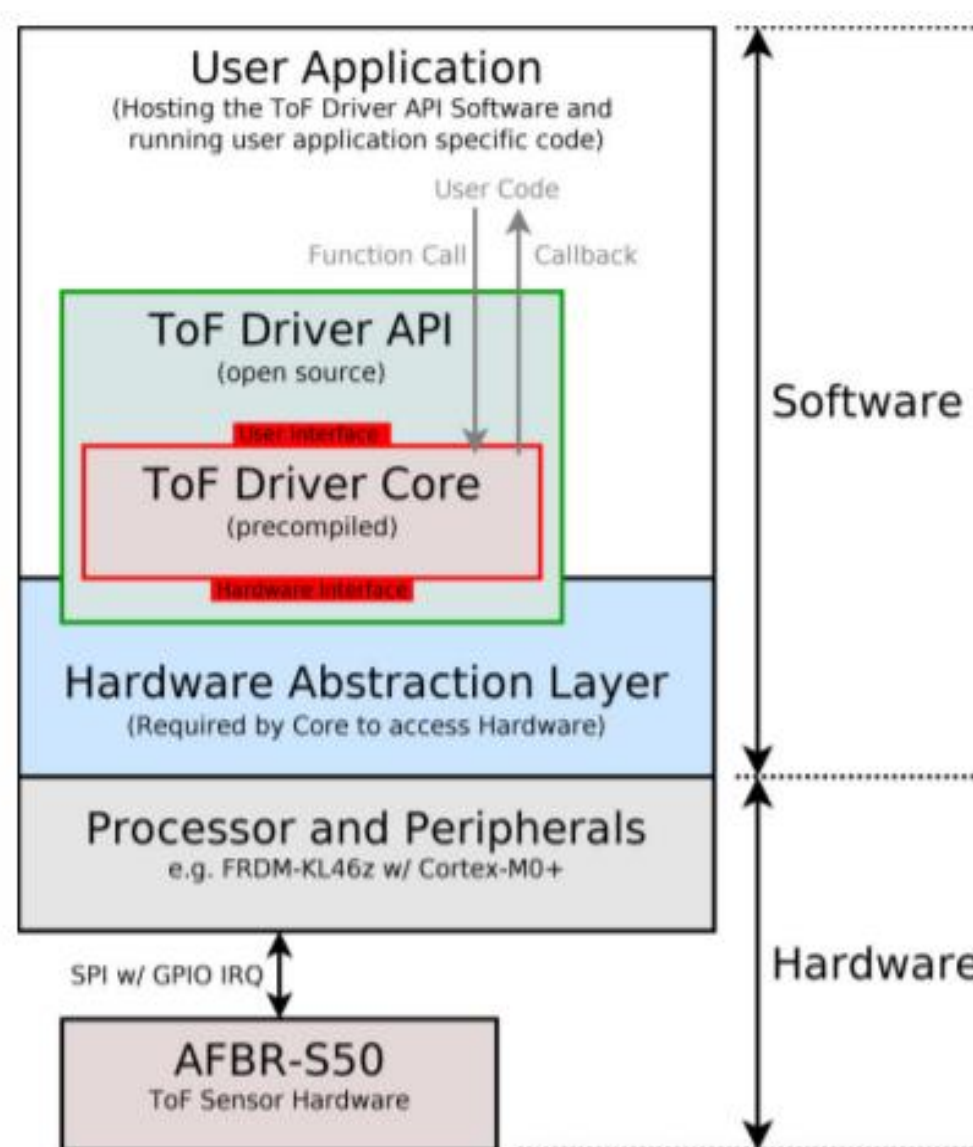 User Application
(Hosting the ToF Driver API Software and
running user application specific code)
User Code
Function Call
Callback
ToF Driver API
(open source)
User Interface
ToF Driver Core
(precompiled)
Hardware Interface
Hardware Abstraction Layer
(Required by Core to access Hardware)
Software
Processor and Peripherals
e.g. FRDM-KL46z w/ Cortex-M0+
SPI w/ GPIO IRQ
Hardware
AFBR-S50
ToF Sensor Hardware